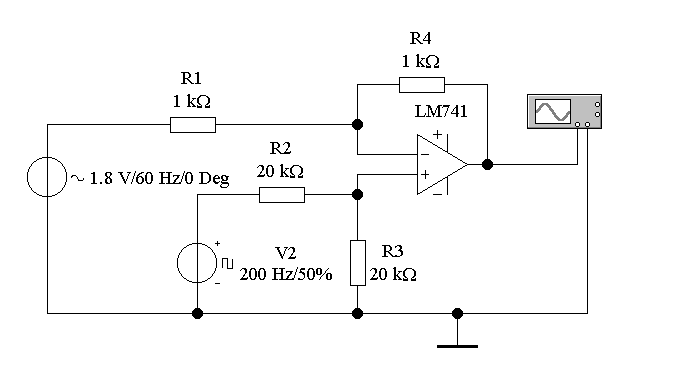 R4
1 kΩ
R1
1 kΩ
LM741
+
R2
20 kΩ
−
~ 1.8 V/60 Hz/0 Deg
+
−
+
V2
200 Hz/50%
−
R3
20 kΩ